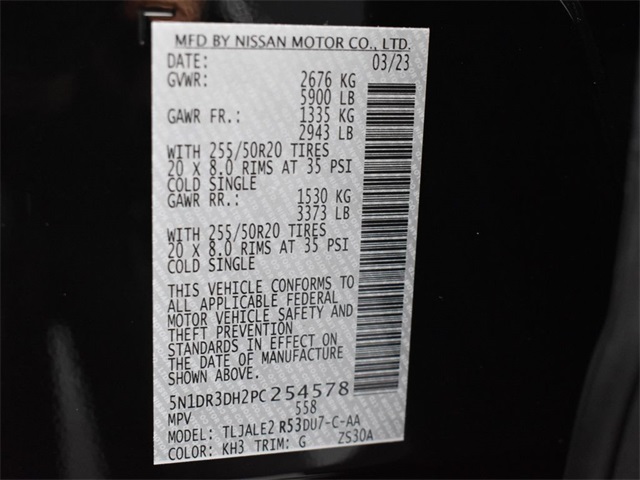 MFD BY NISSAN MOTOR CO., LTD.
DATE: 03/23
GVWR: 2676 KG
5900 LB
GAWR FR.: 1335 KG
2943 LB
WITH 255/50R20 TIRES
20 X 8.0 RIMS AT 35 PSI
COLD SINGLE
GAWR RR.: 1530 KG
3373 LB
WITH 255/50R20 TIRES
20 X 8.0 RIMS AT 35 PSI
COLD SINGLE
THIS VEHICLE CONFORMS TO
ALL APPLICABLE FEDERAL
MOTOR VEHICLE SAFETY AND
THEFT PREVENTION
STANDARDS IN EFFECT ON
THE DATE OF MANUFACTURE
SHOWN ABOVE.
5N1DR3DH2PC254578
MPV 558
MODEL: TLJALE2 R53DU7-C-AA
COLOR: KH3 TRIM: G ZS30A